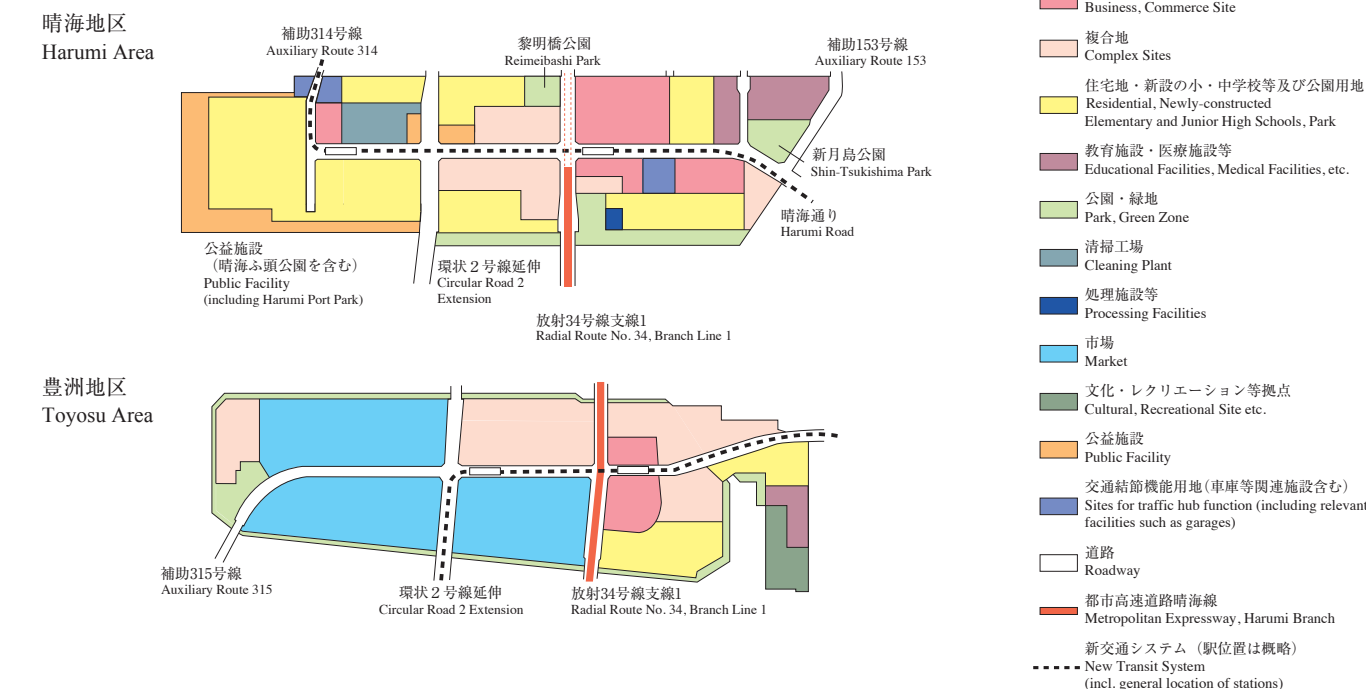 晴海地区
Harumi Area
補助314号線
Auxiliary Route 314
黎明橋公園
Reimeibashi Park
補助153号線
Auxiliary Route 153
新月島公園
Shin-Tsukishima Park
晴海通り
Harumi Road
公益施設
（晴海ふ頭公園を含む）
Public Facility
(including Harumi Port Park)
環状２号線延伸
Circular Road 2
Extension
放射34号線支線1
Radial Route No. 34, Branch Line 1
豊洲地区
Toyosu Area
補助315号線
Auxiliary Route 315
環状２号線延伸
Circular Road 2 Extension
放射34号線支線1
Radial Route No. 34, Branch Line 1
Business, Commerce Site
複合地
Complex Sites
住宅地・新設の小・中学校等及び公園用地
Residential, Newly-constructed
Elementary and Junior High Schools, Park
教育施設・医療施設等
Educational Facilities, Medical Facilities, etc.
公園・緑地
Park, Green Zone
清掃工場
Cleaning Plant
処理施設等
Processing Facilities
市場
Market
文化・レクリエーション等拠点
Cultural, Recreational Site etc.
公益施設
Public Facility
交通結節機能用地（車庫等関連施設含む）
Sites for traffic hub function (including relevant
facilities such as garages)
道路
Roadway
都市高速道路晴海線
Metropolitan Expressway, Harumi Branch
新交通システム（駅位置は概略）
New Transit System
(incl. general location of stations)